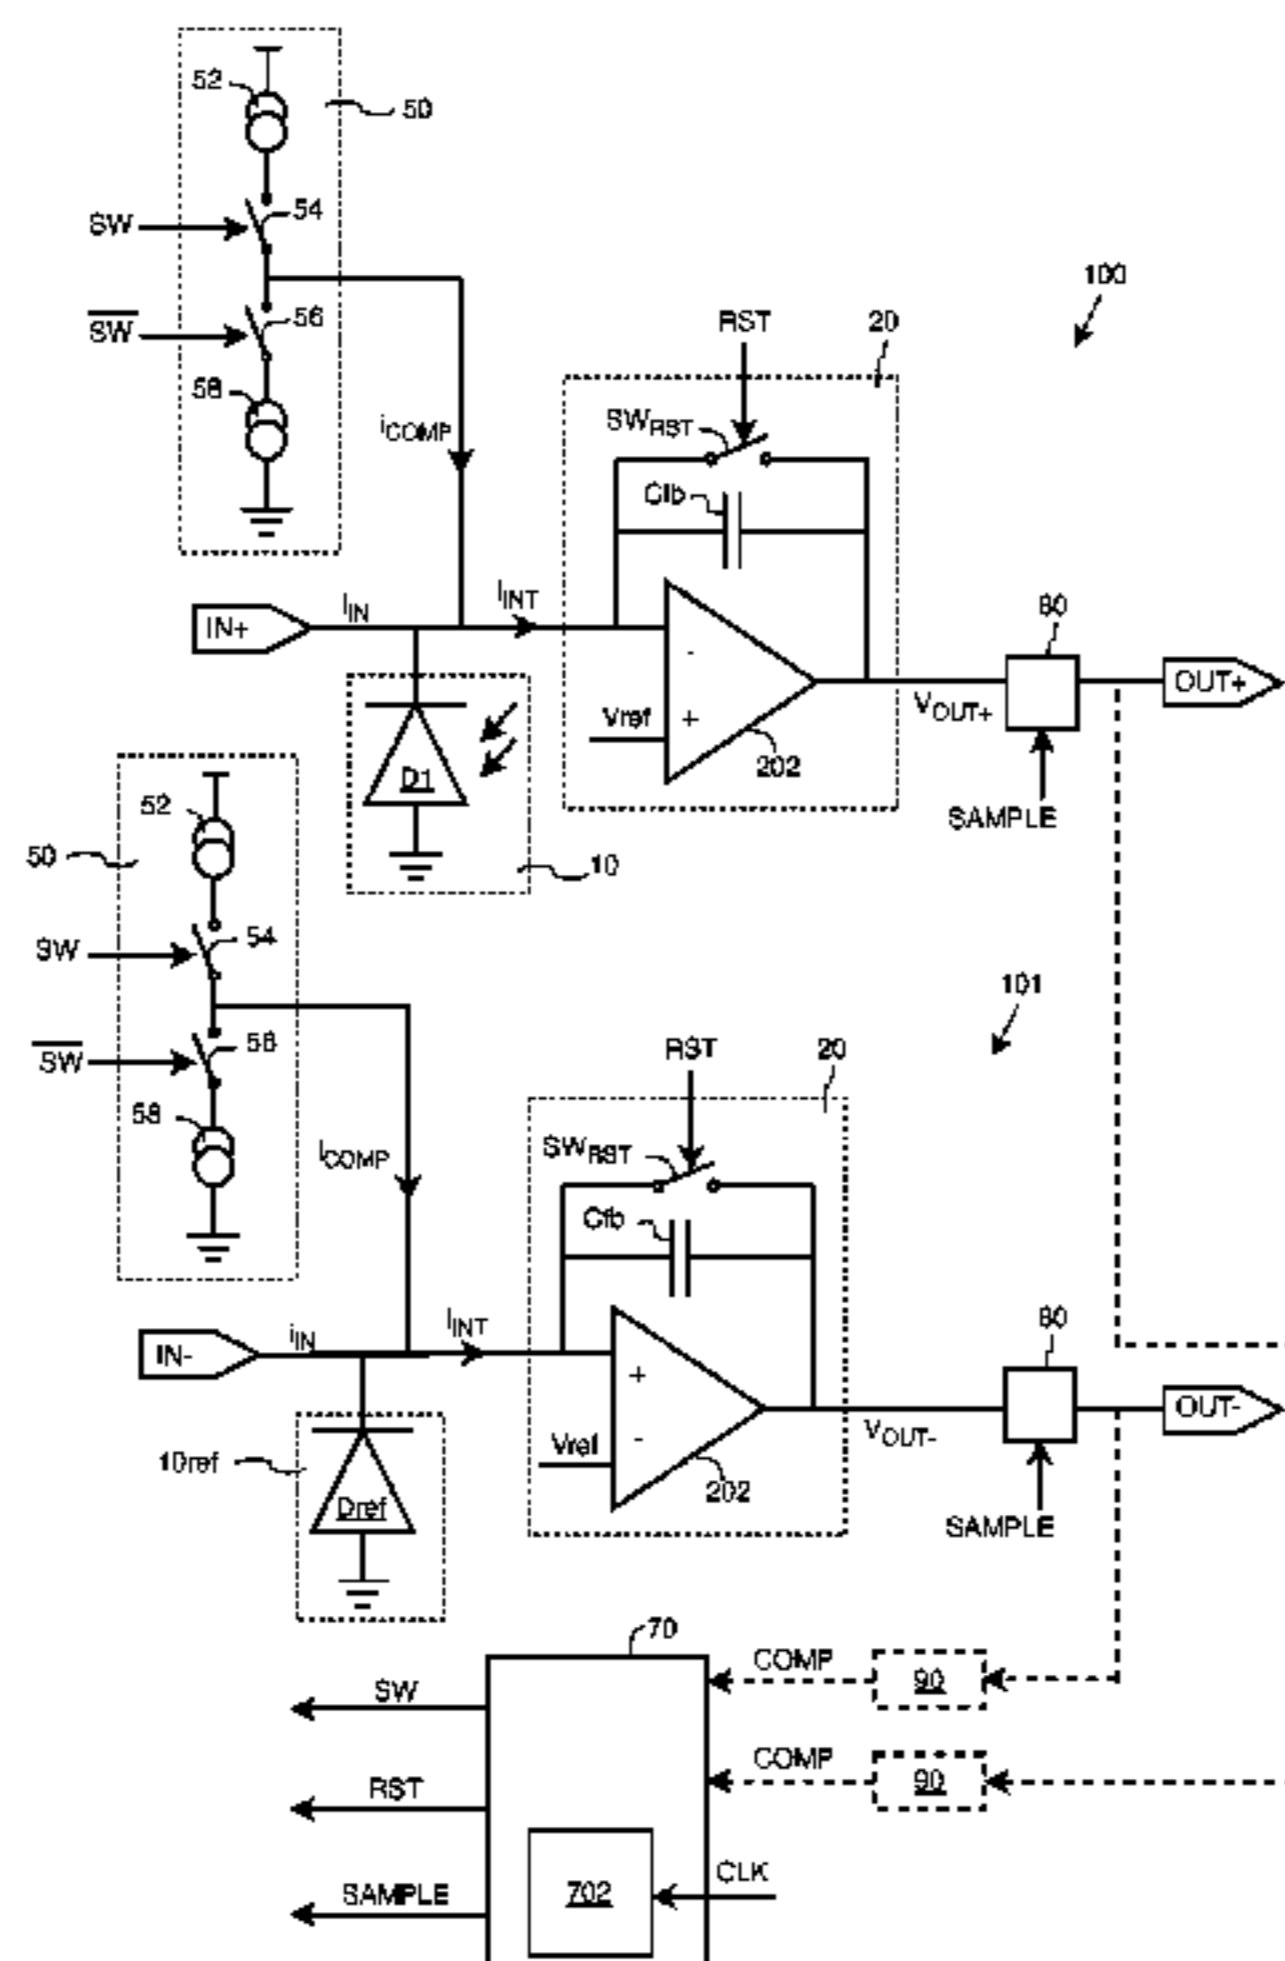 52
50
SW
54
SW
56
58
iCOMP
100
RST
20
SWRST
Cfb
IN+
IIN
IINT
-
+
Vref
202
VOUT+
80
OUT+
SAMPLE
D1
10
52
50
SW
54
SW
56
58
ICOMP
101
RST
20
SWRST
Cfb
IN-
iIN
IINT
+
-
Vref
202
VOUT-
80
OUT-
SAMPLE
10ref
Dref
70
SW
COMP
90
COMP
90
RST
702
CLK
SAMPLE